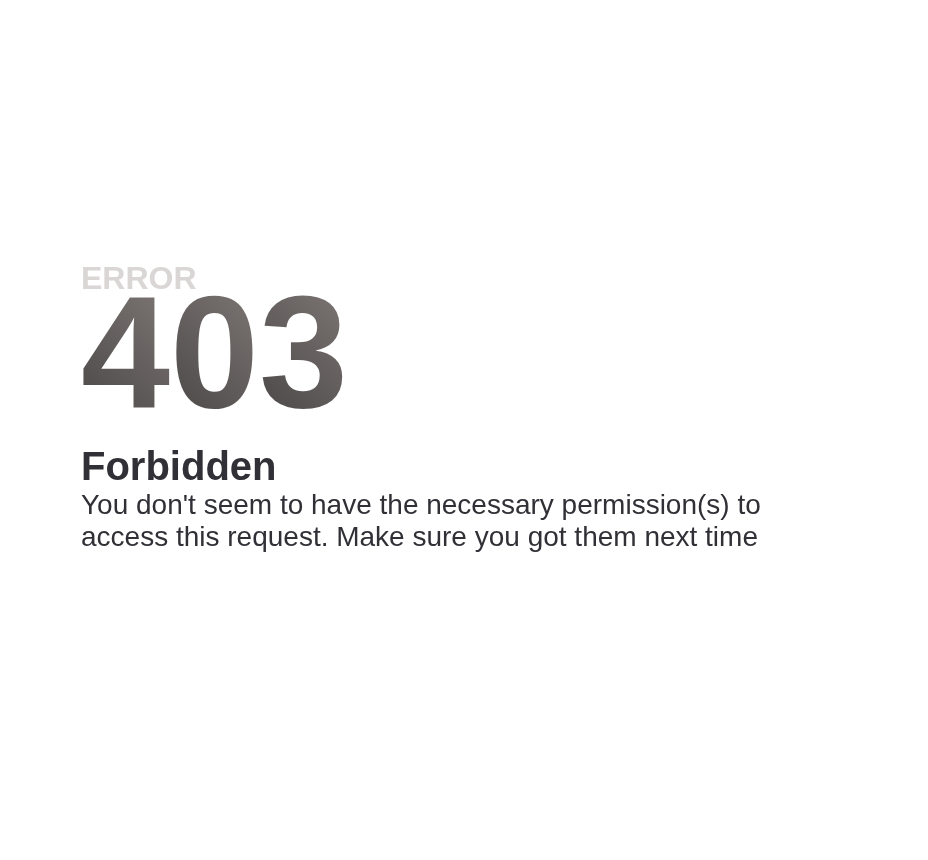 ERROR
403
Forbidden
You don't seem to have the necessary permission(s) to
access this request. Make sure you got them next time